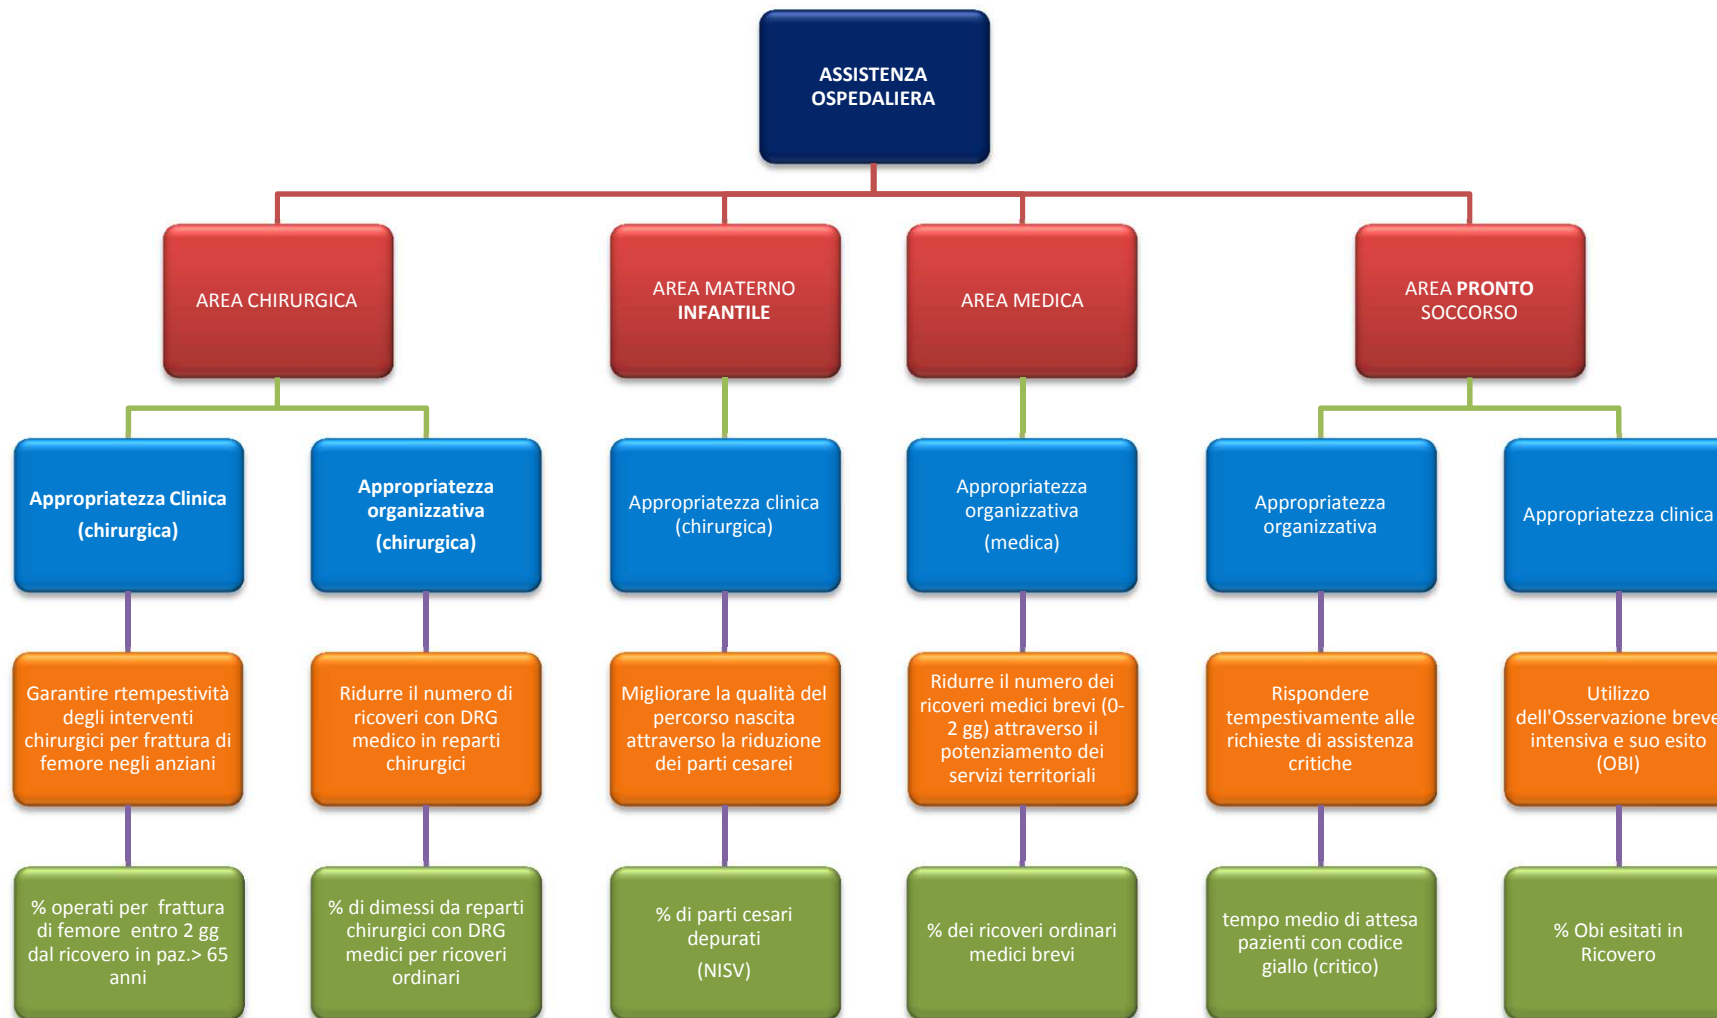 ASSISTENZA
OSPEDALIERA
AREA CHIRURGICA
AREA MATERNO
INFANTILE
AREA MEDICA
AREA PRONTO
SOCCORSO
Appropriatezza Clinica
(chirurgica)
Appropriatezza
organizzativa
(chirurgica)
Appropriatezza clinica
(chirurgica)
Appropriatezza
organizzativa
(medica)
Appropriatezza
organizzativa
Appropriatezza clinica
Garantire rtempestività
degli interventi
chirurgici per frattura di
femore negli anziani
Ridurre il numero di
ricoveri con DRG
medico in reparti
chirurgici
Migliorare la qualità del
percorso nascita
attraverso la riduzione
dei parti cesarei
Ridurre il numero dei
ricoveri medici brevi (0-
2 gg) attraverso il
potenziamento dei
servizi territoriali
Rispondere
tempestivamente alle
richieste di assistenza
critiche
Utilizzo
dell'Osservazione breve
intensiva e suo esito
(OBI)
% operati per frattura
di femore entro 2 gg
dal ricovero in paz.> 65
anni
% di dimessi da reparti
chirurgici con DRG
medici per ricoveri
ordinari
% di parti cesari
depurati
(NISV)
% dei ricoveri ordinari
medici brevi
tempo medio di attesa
pazienti con codice
giallo (critico)
% Obi esitati in
Ricovero